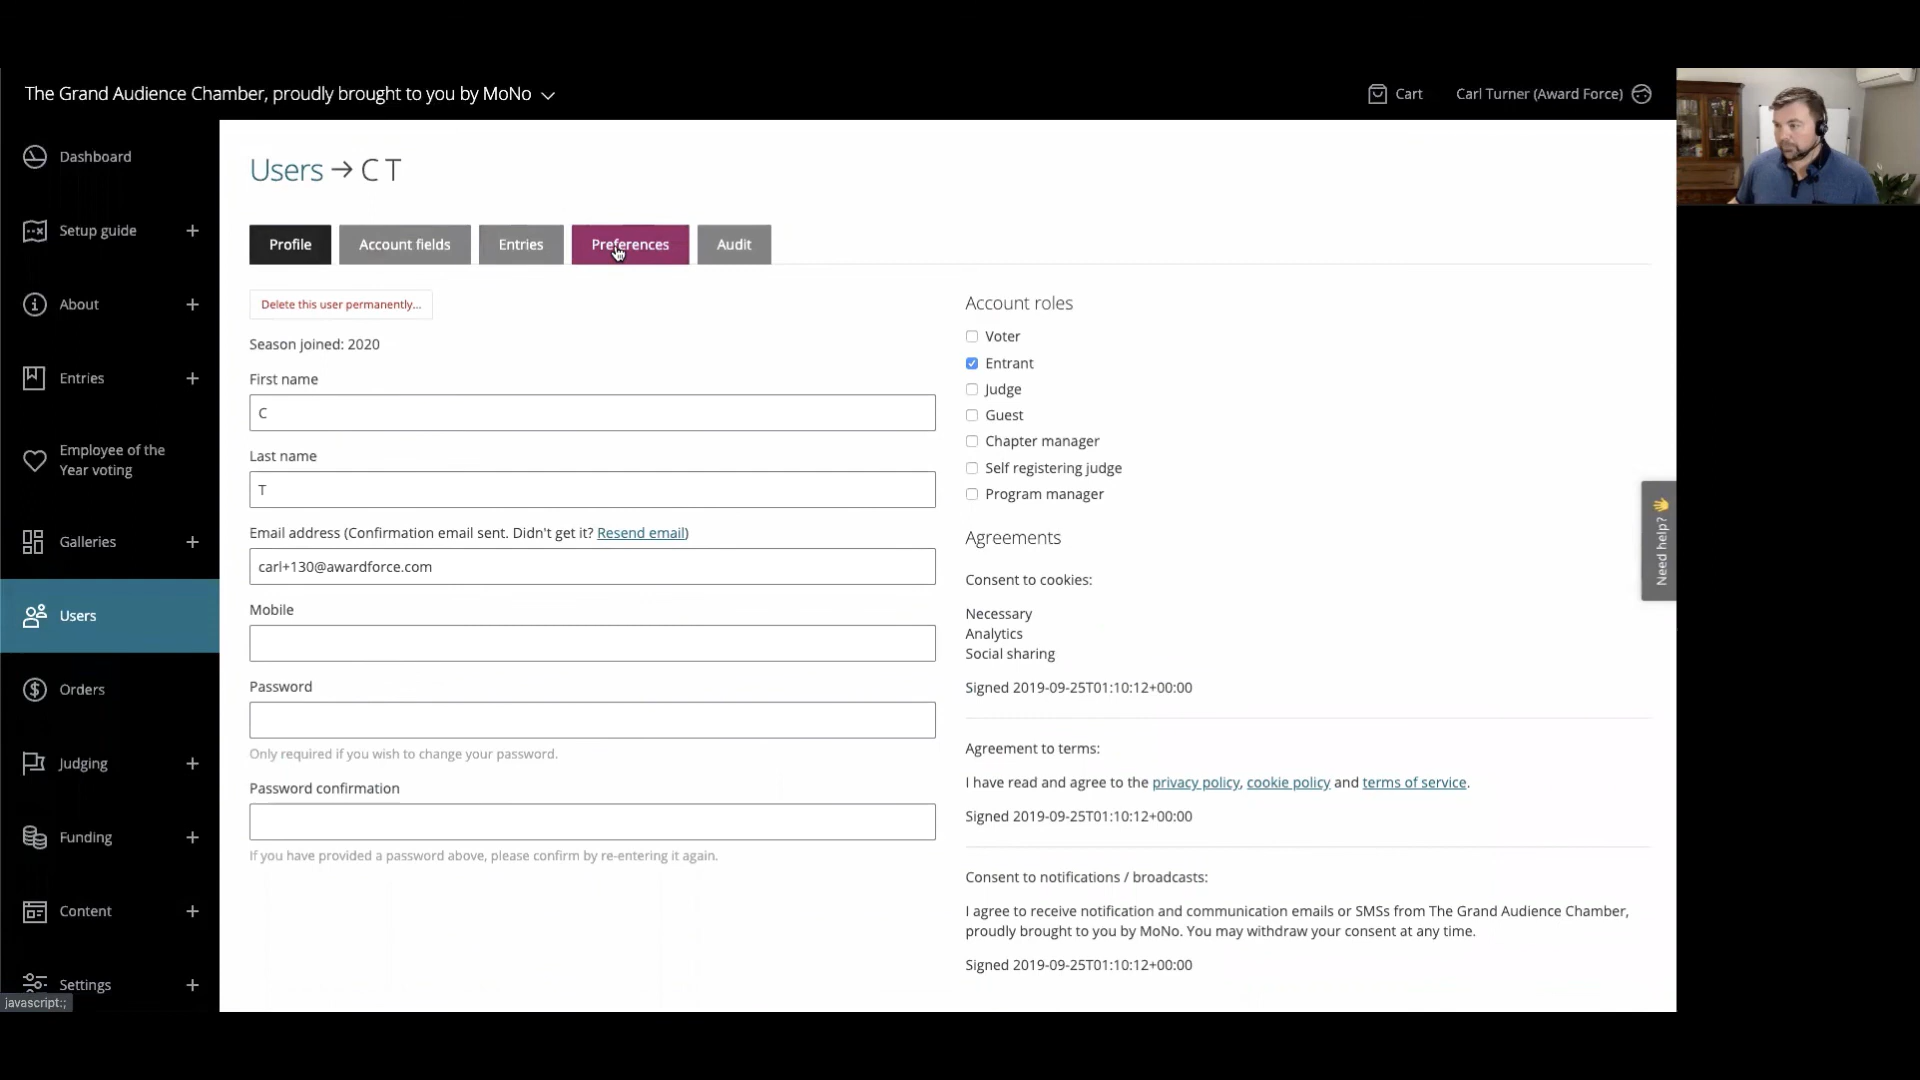 The Grand Audience Chamber, proudly brought to you by MoNo
Cart
Carl Turner (Award Force)
Dashboard
Setup guide
About
Entries
Employee of the
Year voting
Galleries
Users
Orders
Judging
Funding
Content
Settings
javascript:;
Users → C T
Profile
Account fields
Entries
Preferences
Audit
Delete this user permanently...
Season joined: 2020
First name
C
Last name
T
Email address (Confirmation email sent. Didn't get it? Resend email)
carl+130@awardforce.com
Mobile
Password
Only required if you wish to change your password.
Password confirmation
If you have provided a password above, please confirm by re-entering it again.
Account roles
Voter
Entrant
Judge
Guest
Chapter manager
Self registering judge
Program manager
Agreements
Consent to cookies:
Necessary
Analytics
Social sharing
Signed 2019-09-25T01:10:12+00:00
Agreement to terms:
I have read and agree to the privacy policy, cookie policy and terms of service.
Signed 2019-09-25T01:10:12+00:00
Consent to notifications / broadcasts:
I agree to receive notification and communication emails or SMSs from The Grand Audience Chamber,
proudly brought to you by MoNo. You may withdraw your consent at any time.
Signed 2019-09-25T01:10:12+00:00
Need help?